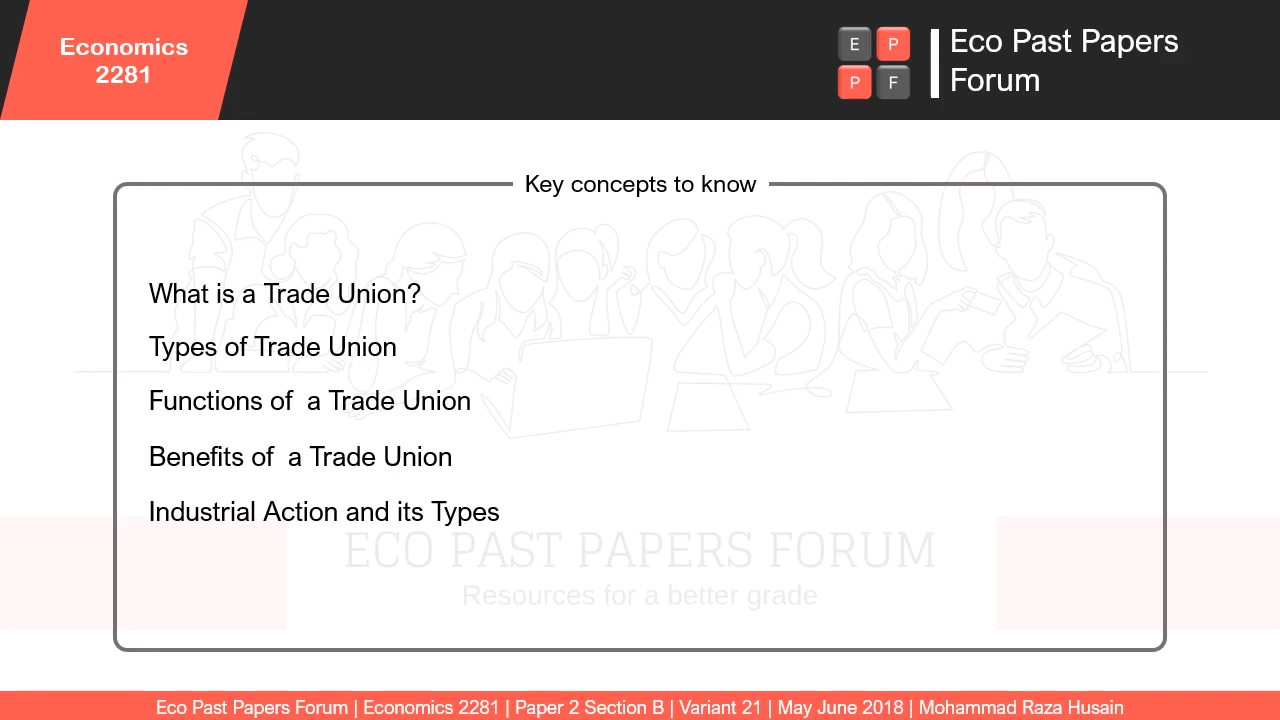 Economics
2281
E P
P F
Eco Past Papers
Forum
Key concepts to know
What is a Trade Union?
Types of Trade Union
Functions of  a Trade Union
Benefits of  a Trade Union
Industrial Action and its Types
ECO PAST PAPERS FORUM
Resources for a better grade
Eco Past Papers Forum | Economics 2281 | Paper 2 Section B | Variant 21 | May June 2018 | Mohammad Raza Husain